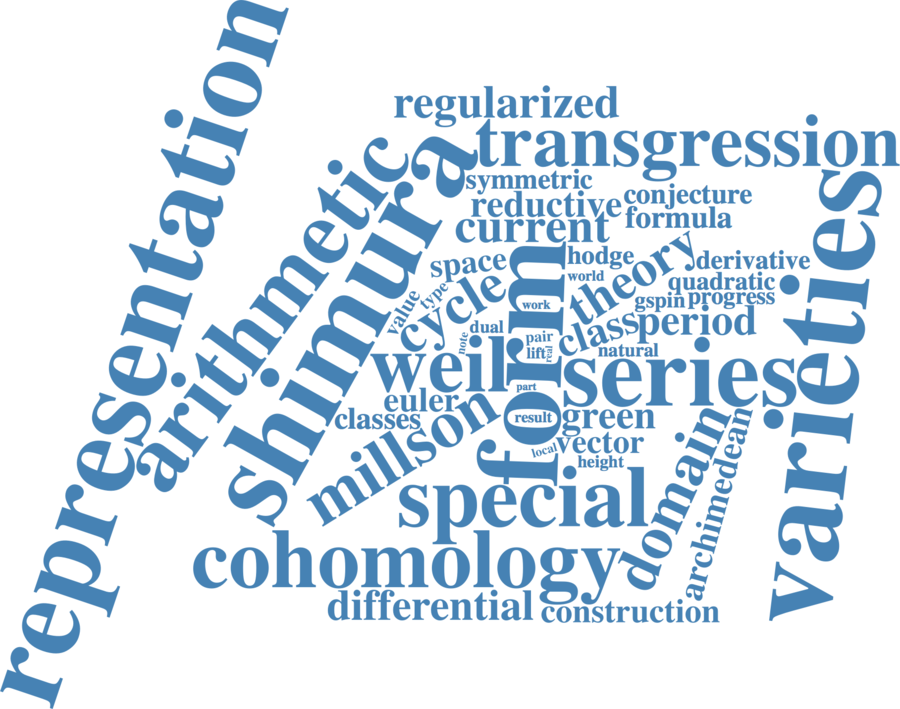 representation
arithmetic
shimura
regularized
transgression
symmetric
conjecture
reductive
formula
current
varieties
hodge
theory
derivative
space
world
quadratic
type
gspin
progress
value
cycle
work
form
class
period
dual
note
pair
lift
real
natural
weil
series
part
euler
result
green
classes
millson
vector
local
height
domain
archimedean
special
cohomology
differential
construction